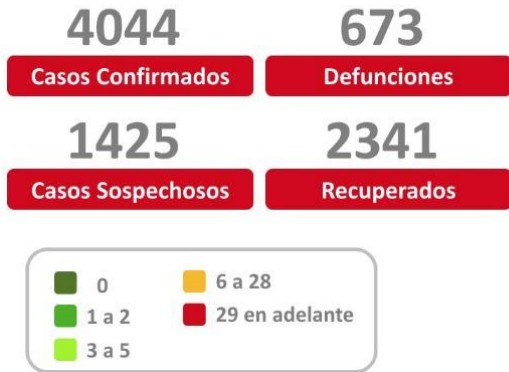 4044
673
Casos Confirmados
Defunciones
1425
2341
Casos Sospechosos
Recuperados
0
6 a 28
1 a 2
29 en adelante
3 a 5